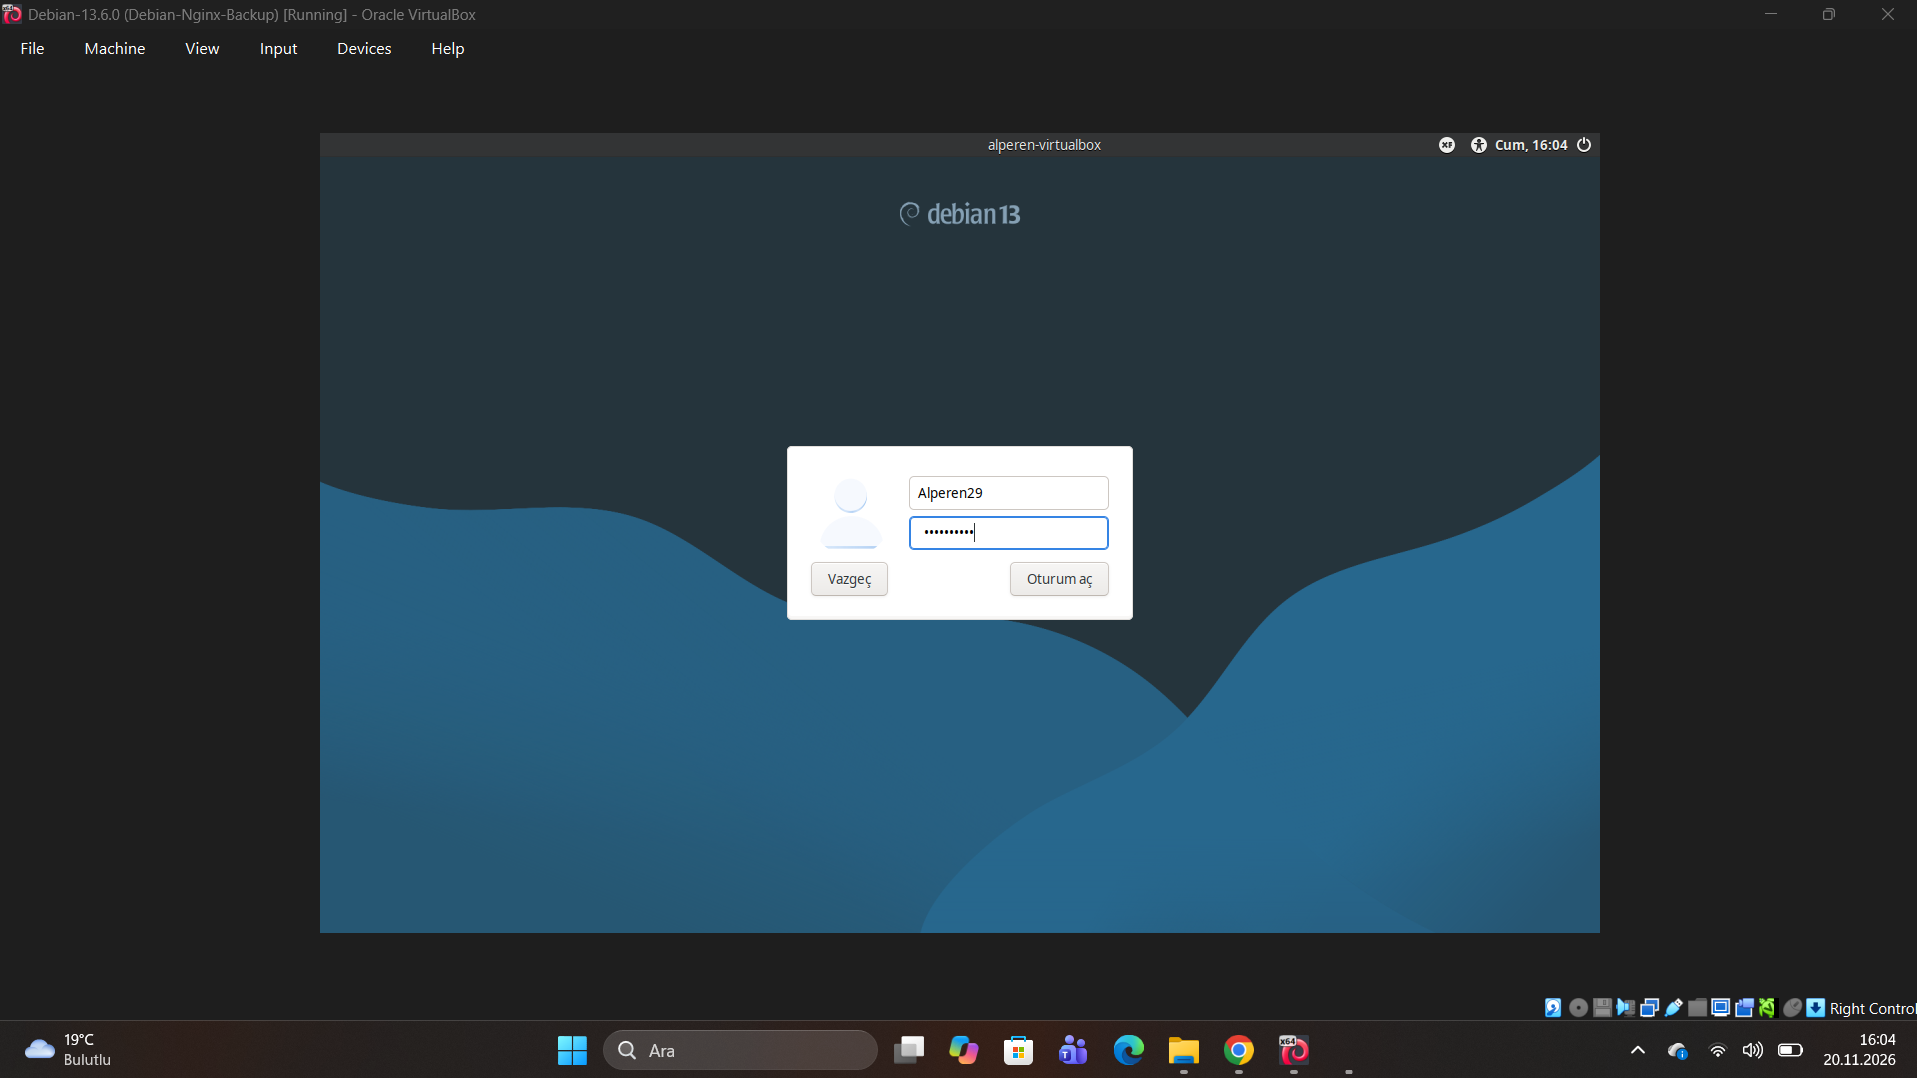 Debian-13.6.0 (Debian-Nginx-Backup) [Running] - Oracle VirtualBox
File Machine View Input Devices Help
alperen-virtualbox
Cum, 16:04
debian 13
Alperen29
••••••••••
Vazgeç
Oturum aç
Right Control
19°C
Bulutlu
Ara
16:04
20.11.2026